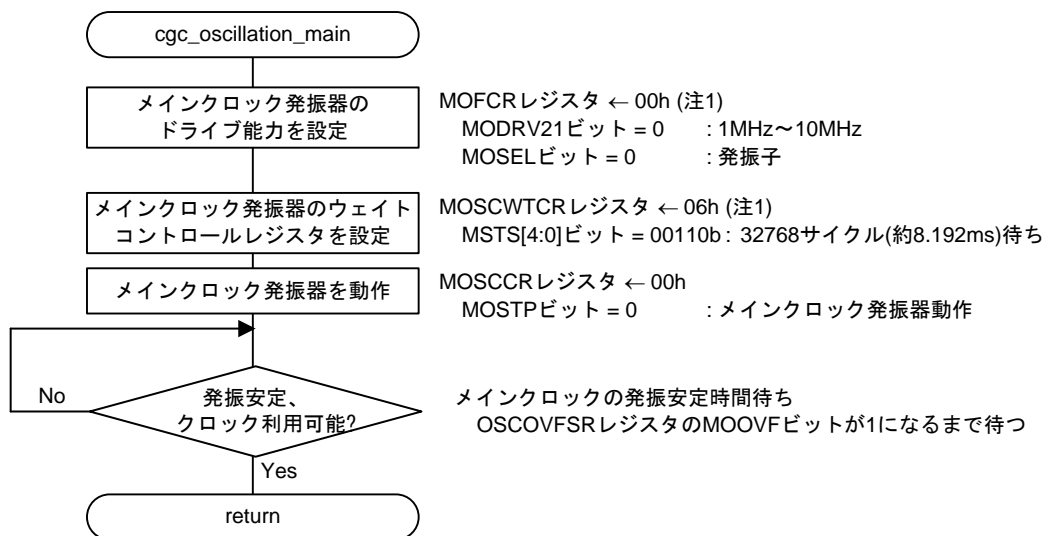 cgc_oscillation_main
メインクロック発振器の
ドライブ能力を設定
MOFCRレジスタ ← 00h (注1)
MODRV21ビット = 0 : 1MHz～10MHz
MOSELビット = 0 : 発振子
メインクロック発振器のウェイト
コントロールレジスタを設定
MOSCWTCRレジスタ ← 06h (注1)
MSTS[4:0]ビット = 00110b : 32768サイクル(約8.192ms)待ち
メインクロック発振器を動作
MOSCCRレジスタ ← 00h
MOSTPビット = 0 : メインクロック発振器動作
No
発振安定、
クロック利用可能?
メインクロックの発振安定時間待ち
OSCOVFSRレジスタのMOOVFビットが1になるまで待つ
Yes
return